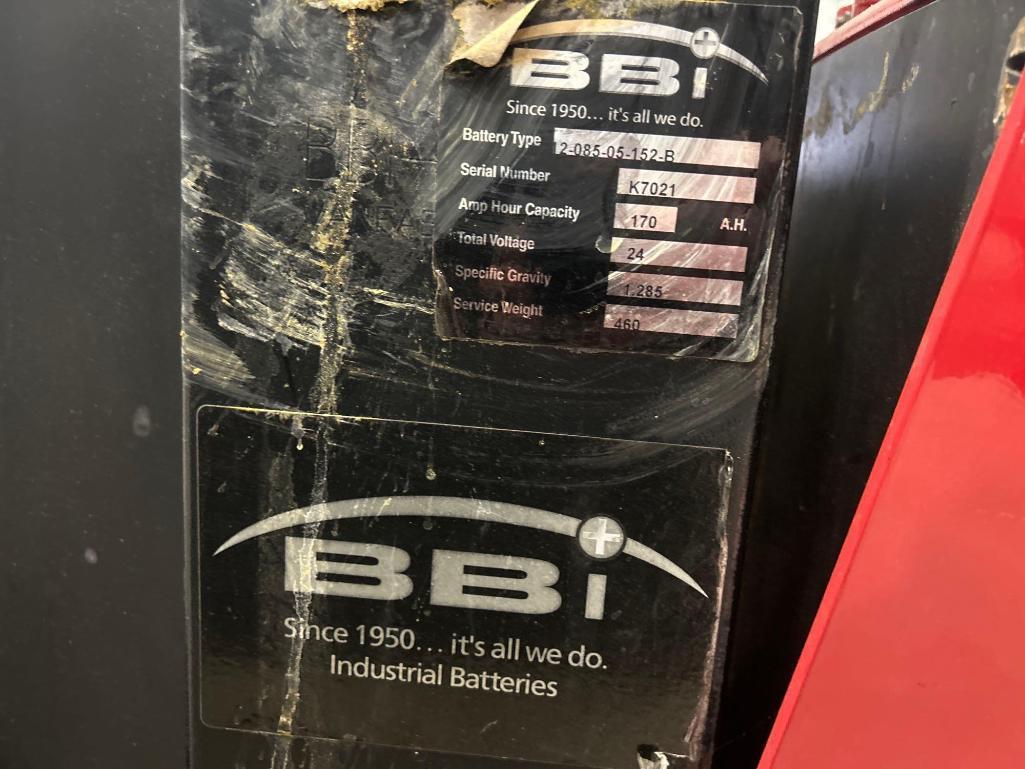 BBi
Since 1950... it's all we do.
Battery Type 12-085-05-152-B
Serial Number K7021
Amp Hour Capacity 170 A.H.
Total Voltage 24
Specific Gravity 1.285
Service Weight 460
BBi
Since 1950... it's all we do.
Industrial Batteries